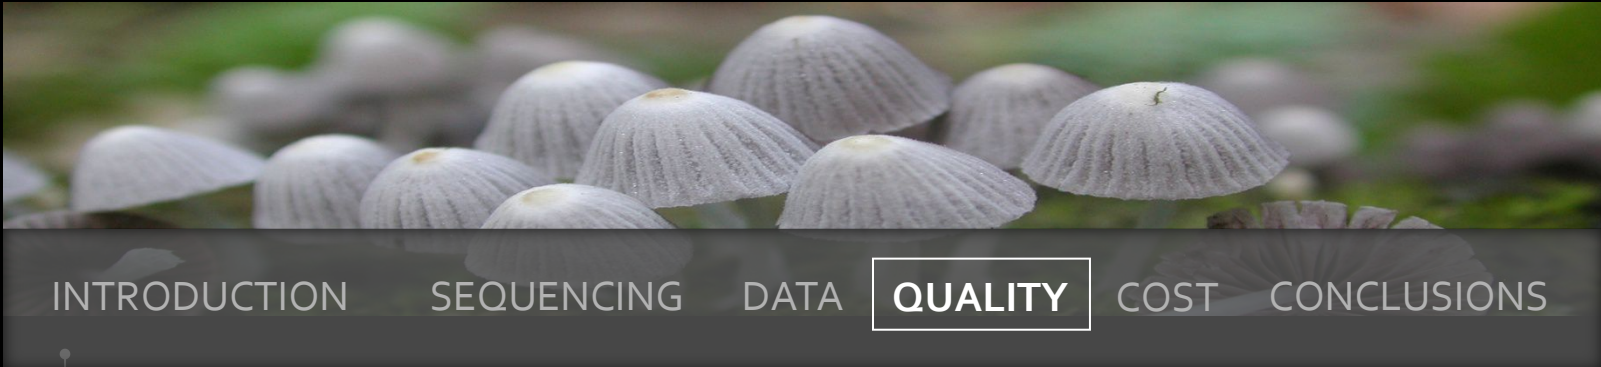 INTRODUCTION SEQUENCING DATA QUALITY COST CONCLUSIONS